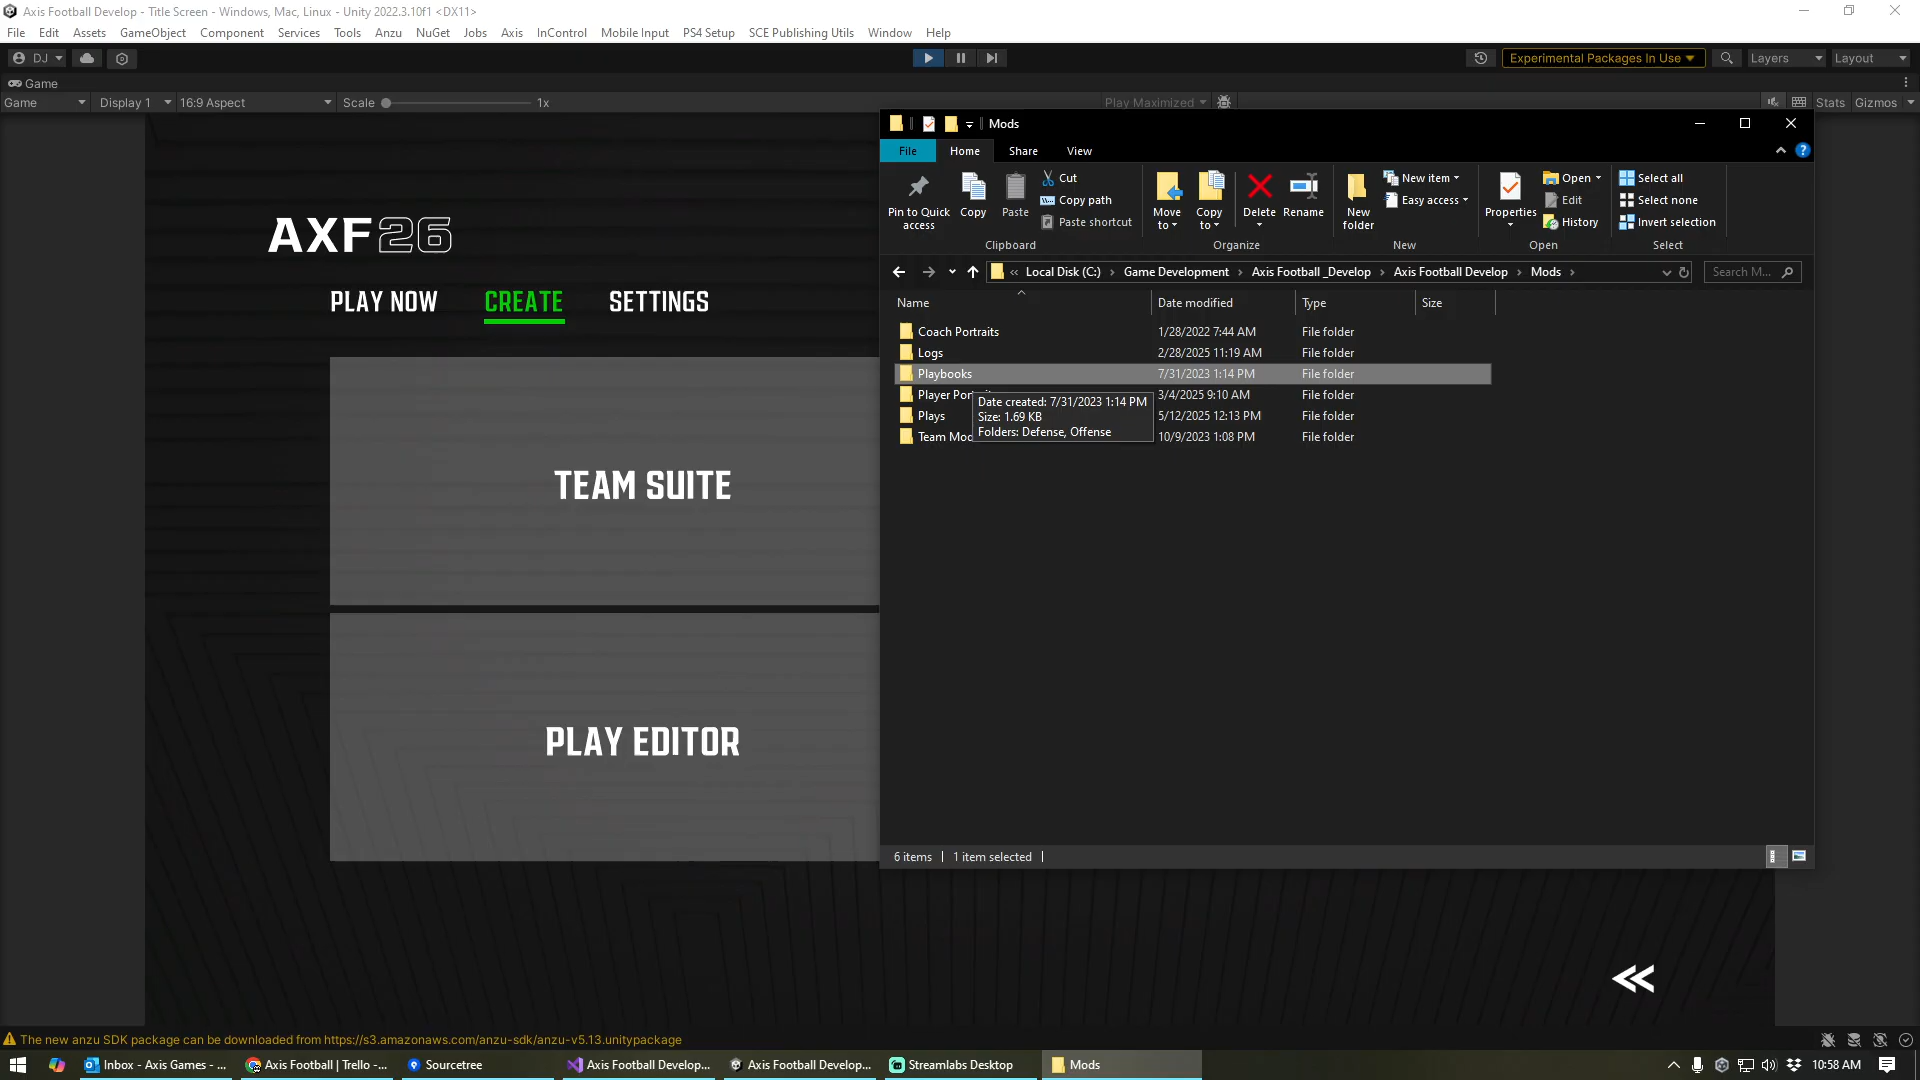 Axis Football Develop - Title Screen - Windows, Mac, Linux - Unity 2022.3.10f1 <DX11>
File Edit Assets GameObject Component Services Tools Anzu NuGet Jobs Axis InControl Mobile Input PS4 Setup SCE Publishing Utils Window Help
DJ Experimental Packages In Use Layers Layout
Game
Game Display 1 16:9 Aspect Scale 1x Play Maximized Stats Gizmos
Mods
File Home Share View
Pin to Quick access
Copy
Paste
Cut
Copy path
Paste shortcut
Clipboard
Move to
Copy to
Delete
Rename
Organize
New folder
New item
Easy access
New
Properties
Open
Edit
History
Open
Select all
Select none
Invert selection
Select
« Local Disk (C:) › Game Development › Axis Football _Develop › Axis Football Develop › Mods ›
Search M...
Name Date modified Type Size
Coach Portraits 1/28/2022 7:44 AM File folder
Logs 2/28/2025 11:19 AM File folder
Playbooks 7/31/2023 1:14 PM File folder
Player 3/4/2025 9:10 AM File folder
Plays 5/12/2025 12:13 PM File folder
Team 10/9/2023 1:08 PM File folder
Date created: 7/31/2023 1:14 PM
Size: 1.69 KB
Folders: Defense, Offense
6 items 1 item selected
AXF26
PLAY NOW CREATE SETTINGS
TEAM SUITE
PLAY EDITOR
The new anzu SDK package can be downloaded from https://s3.amazonaws.com/anzu-sdk/anzu-v5.13.unitypackage
Inbox - Axis Games - ... Axis Football | Trello -... Sourcetree Axis Football Develop... Axis Football Develop... Streamlabs Desktop Mods 10:58 AM